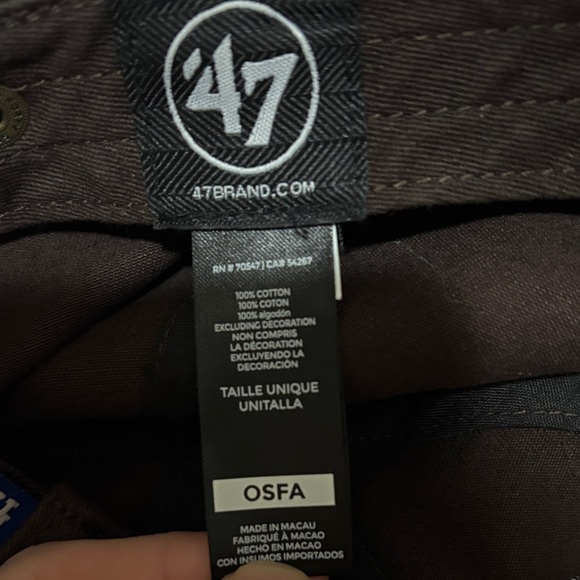 '47
47BRAND.COM
RN # 70547 | CA# 54267
100% COTTON
100% COTON
100% algodón
EXCLUDING DECORATION
NON COMPRIS
LA DÉCORATION
EXCLUYENDO LA
DECORACIÓN
TAILLE UNIQUE
UNITALLA
OSFA
MADE IN MACAU
FABRIQUÉ À MACAO
HECHO EN MACAO
CON INSUMOS IMPORTADOS